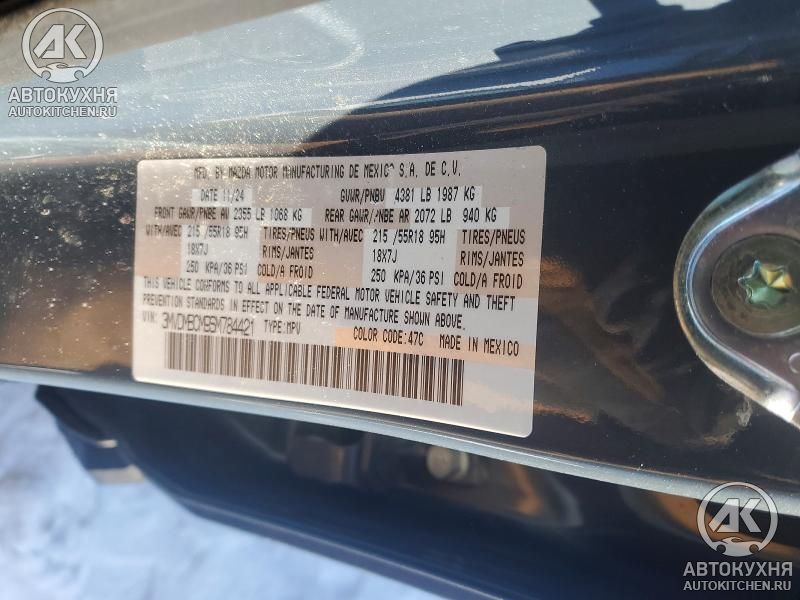 АК
АВТОКУХНЯ
AUTOKITCHEN.RU
MFD. BY MAZDA MOTOR MANUFACTURING DE MEXICO S.A. DE C.V.
DATE 11/24 GVWR/PNBV 4381 LB 1987 KG
FRONT GAWR/PNBE AV 2355 LB 1068 KG REAR GAWR/PNBE AR 2072 LB 940 KG
WITH/AVEC 215 /55R18 95H TIRES/PNEUS WITH/AVEC 215 /55R18 95H TIRES/PNEUS
18X7J RIMS/JANTES 18X7J RIMS/JANTES
250 KPA/36 PSI COLD/A FROID 250 KPA/36 PSI COLD/A FROID
THIS VEHICLE CONFORMS TO ALL APPLICABLE FEDERAL MOTOR VEHICLE SAFETY AND THEFT
PREVENTION STANDARDS IN EFFECT ON THE DATE OF MANUFACTURE SHOWN ABOVE.
VIN: TYPE:MPV COLOR CODE:47C MADE IN MEXICO
АК
АВТОКУХНЯ
AUTOKITCHEN.RU